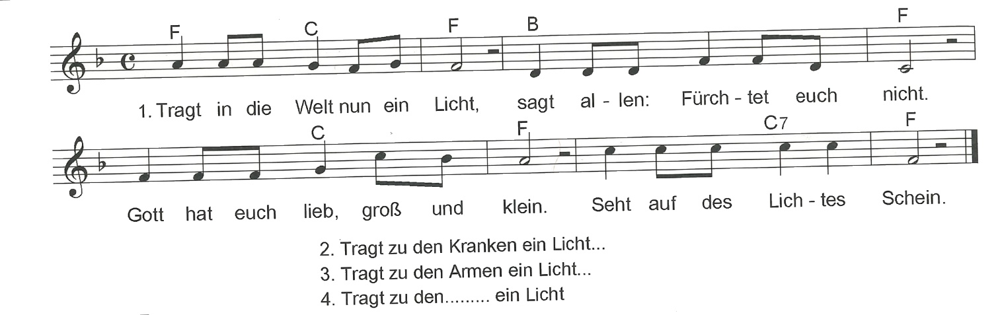 F C F B F
1. Tragt in die Welt nun ein Licht, sagt al - len: Fürch - tet euch nicht.
C F C7 F
Gott hat euch lieb, groß und klein. Seht auf des Lich - tes Schein.
2. Tragt zu den Kranken ein Licht...
3. Tragt zu den Armen ein Licht...
4. Tragt zu den......... ein Licht